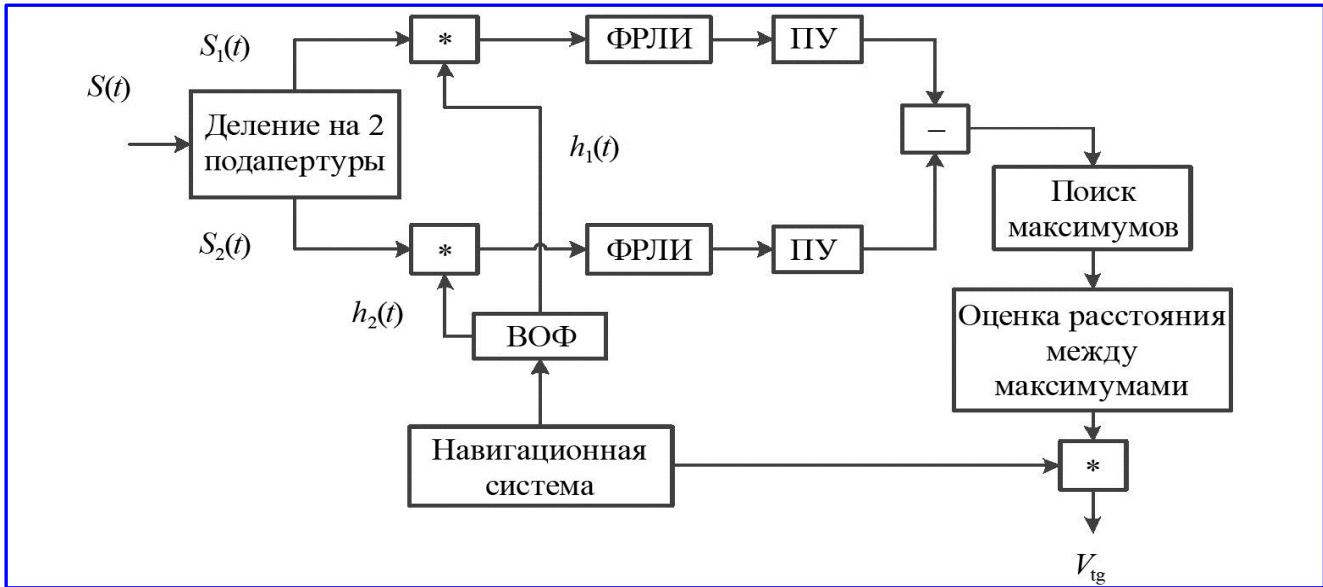 S₁(t)
*
ФРЛИ
ПУ
S(t)
Деление на 2
подапертуры
h₁(t)
–
Поиск
максимумов
S₂(t)
*
ФРЛИ
ПУ
h₂(t)
ВОФ
Оценка расстояния
между
максимумами
Навигационная
система
*
V_tg